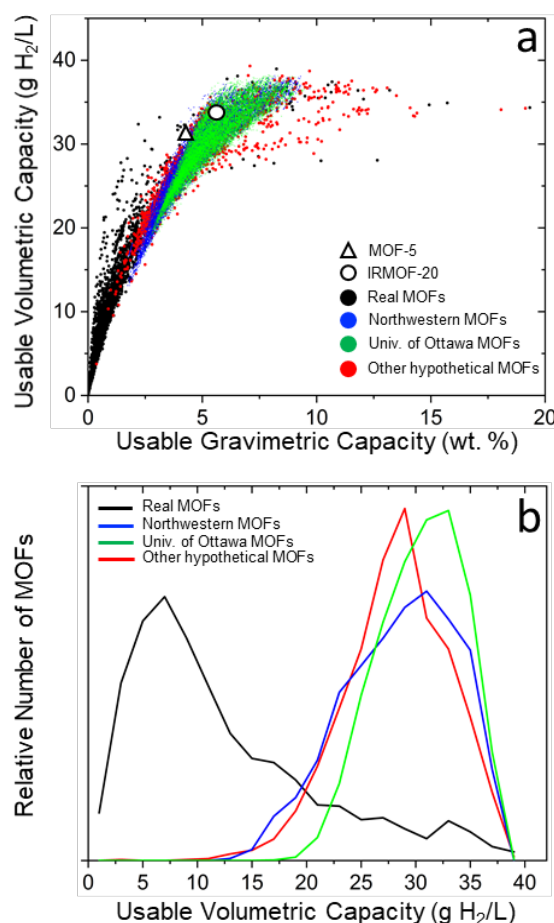 a
Usable Volumetric Capacity (g H₂/L)
40
30
20
10
0
MOF-5
IRMOF-20
Real MOFs
Northwestern MOFs
Univ. of Ottawa MOFs
Other hypothetical MOFs
0 5 10 15 20
Usable Gravimetric Capacity (wt. %)
b
Real MOFs
Northwestern MOFs
Univ. of Ottawa MOFs
Other hypothetical MOFs
Relative Number of MOFs
0 5 10 15 20 25 30 35 40
Usable Volumetric Capacity (g H₂/L)